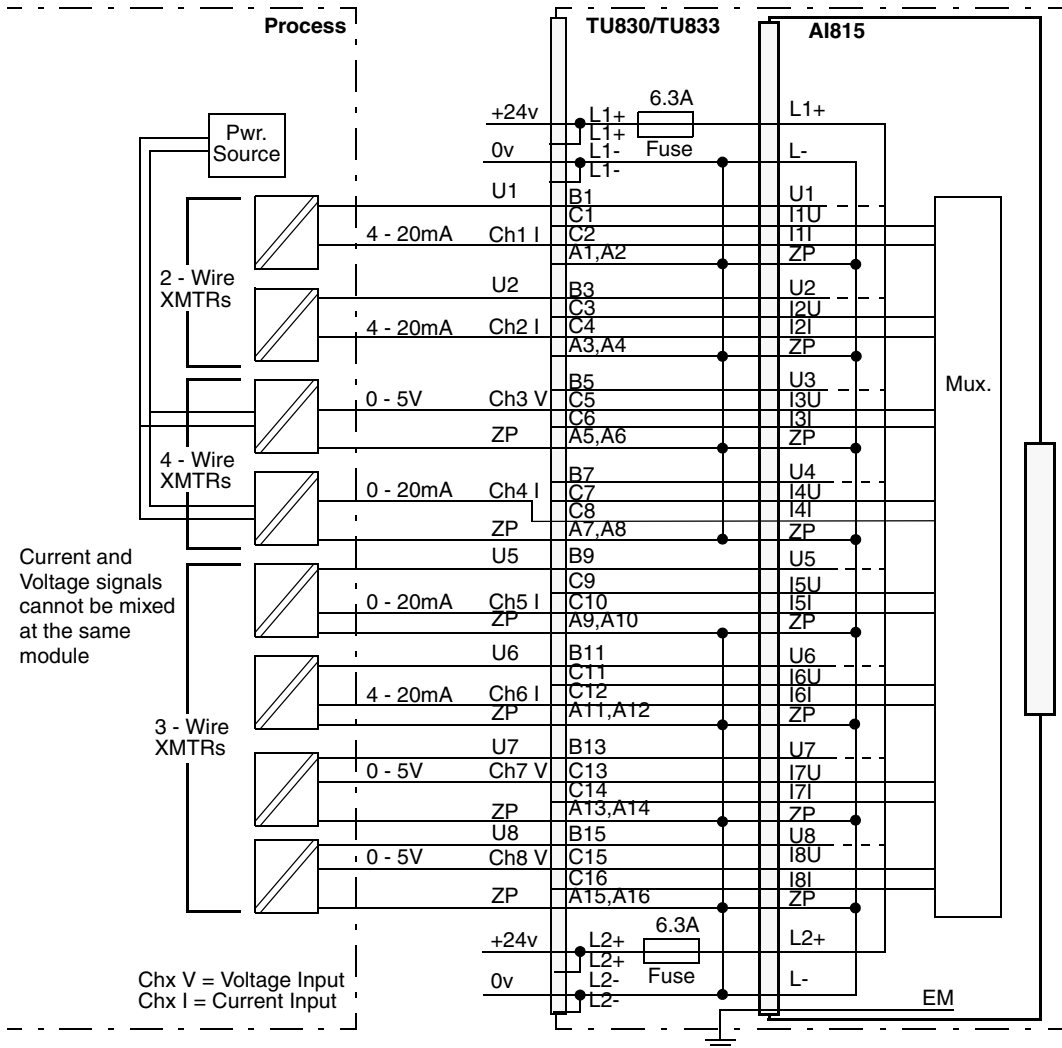 Process
TU830/TU833
AI815
6.3A
+24v
L1+
L1+
L1+
Pwr.
Source
Fuse
0v
L1-
L1-
L-
U1
B1
U1
C1
I1U
4 - 20mA
Ch1 I
C2
I1I
A1,A2
ZP
2 - Wire
XMTRs
U2
B3
U2
C3
I2U
4 - 20mA
Ch2 I
C4
I2I
A3,A4
ZP
Mux.
B5
U3
0 - 5V
Ch3 V
C5
I3U
C6
I3I
ZP
A5,A6
ZP
4 - Wire
XMTRs
B7
U4
0 - 20mA
Ch4 I
C7
I4U
C8
I4I
ZP
A7,A8
ZP
Current and
Voltage signals
cannot be mixed
at the same
module
U5
B9
U5
C9
I5U
0 - 20mA
Ch5 I
C10
I5I
ZP
A9,A10
ZP
U6
B11
U6
C11
I6U
4 - 20mA
Ch6 I
C12
I6I
ZP
A11,A12
ZP
3 - Wire
XMTRs
U7
B13
U7
0 - 5V
Ch7 V
C13
I7U
C14
I7I
ZP
A13,A14
ZP
U8
B15
U8
0 - 5V
Ch8 V
C15
I8U
C16
I8I
ZP
A15,A16
ZP
6.3A
+24v
L2+
L2+
L2+
Fuse
0v
L2-
L2-
L-
EM
Chx V = Voltage Input
Chx I = Current Input